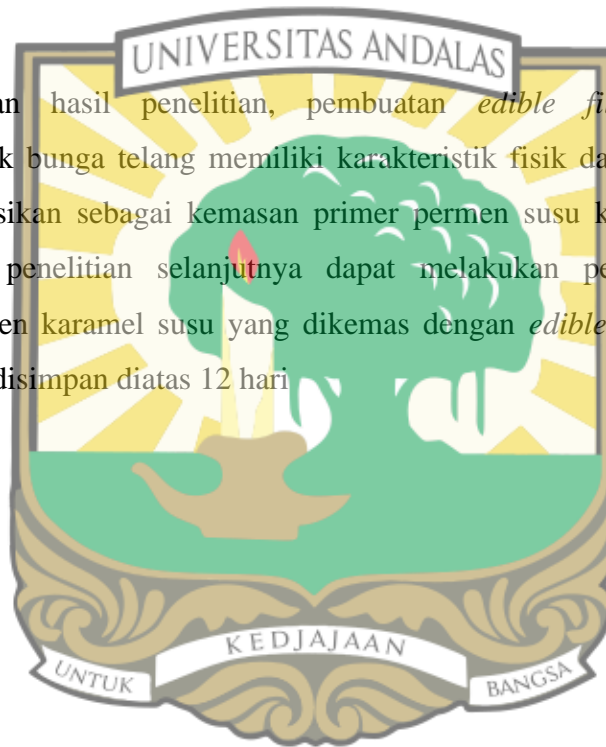 UNIVERSITAS ANDALAS
an hasil penelitian, pembuatan edible fi
k bunga telang memiliki karakteristik fisik da
sikan sebagai kemasan primer permen susu k
penelitian selanjutnya dapat melakukan pe
en karamel susu yang dikemas dengan edible
disimpan diatas 12 hari
KEDJAJAAN
UNTUK BANGSA